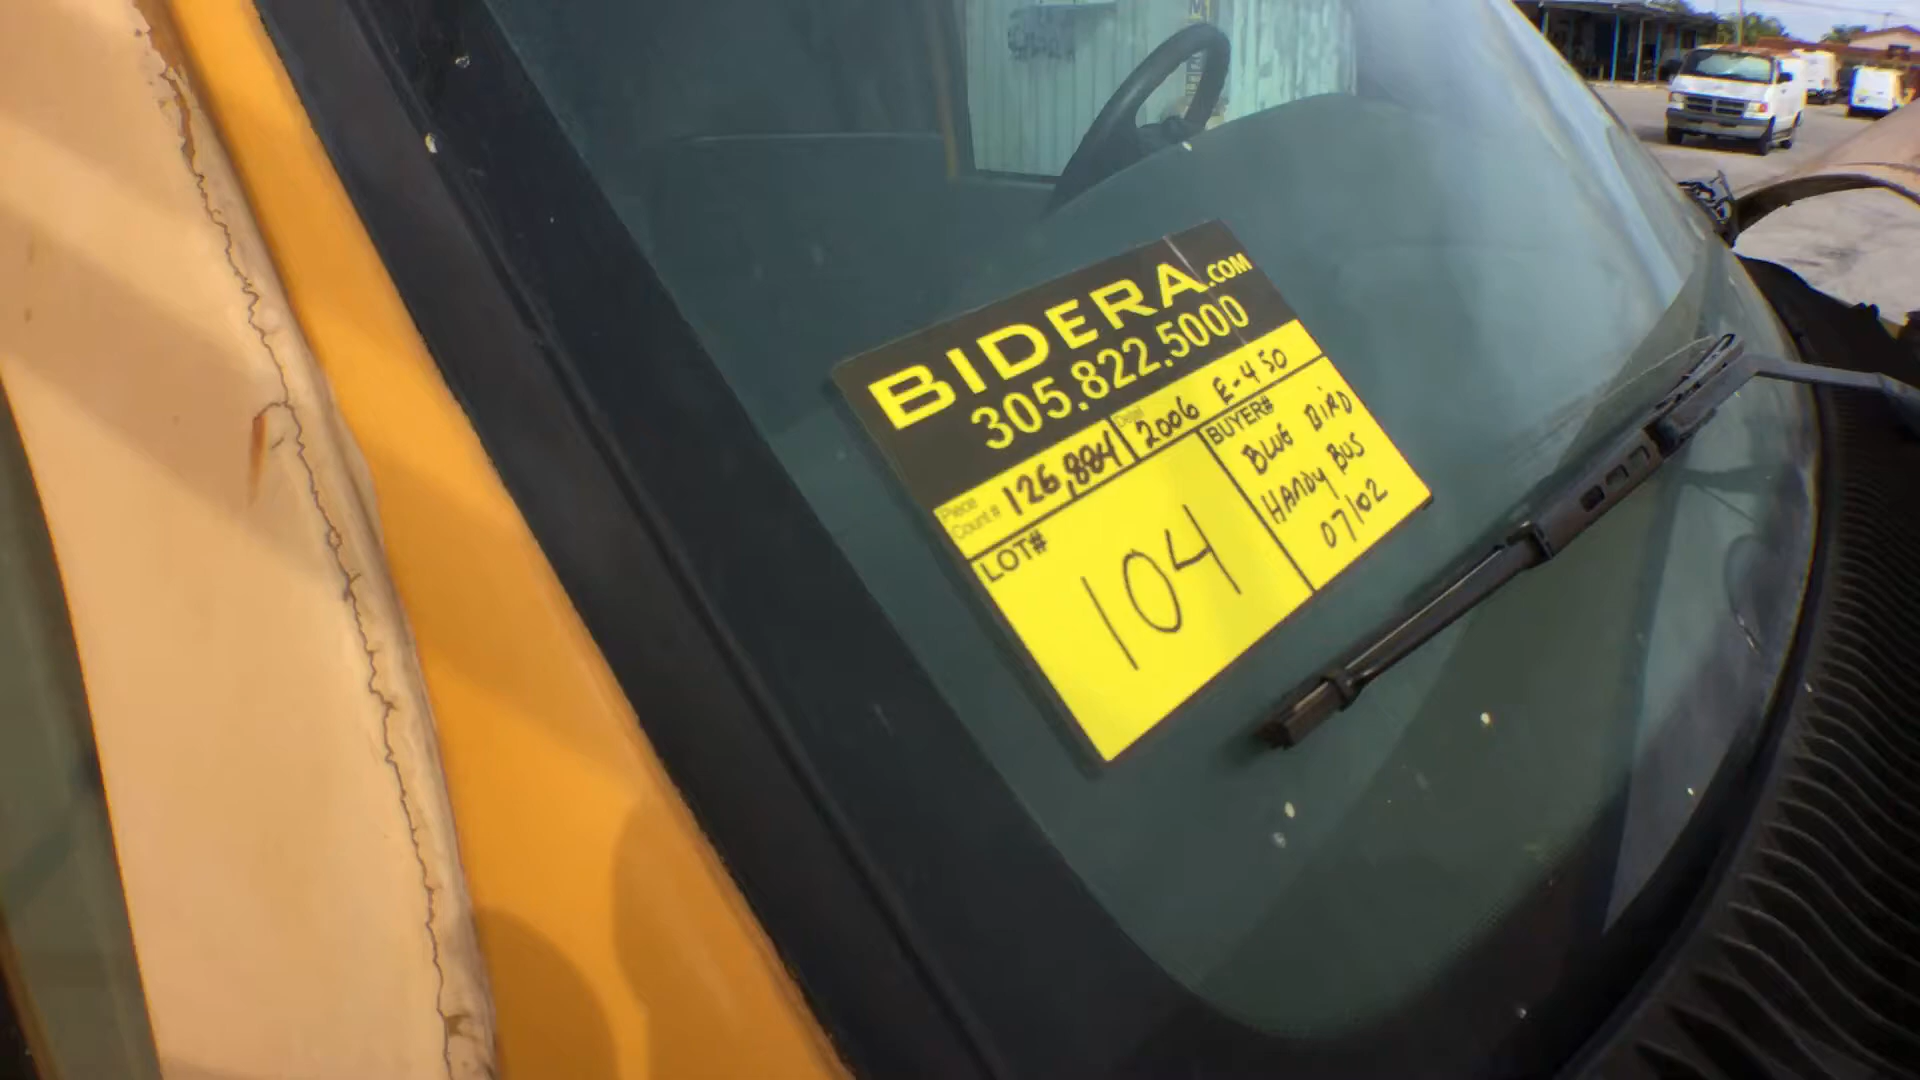 BIDERA.COM
305.822.5000
Piece Count# 126,884 Detail 2006 E-450
LOT# 104
BUYER# BLUE BIRD
HANDY BUS
07/02